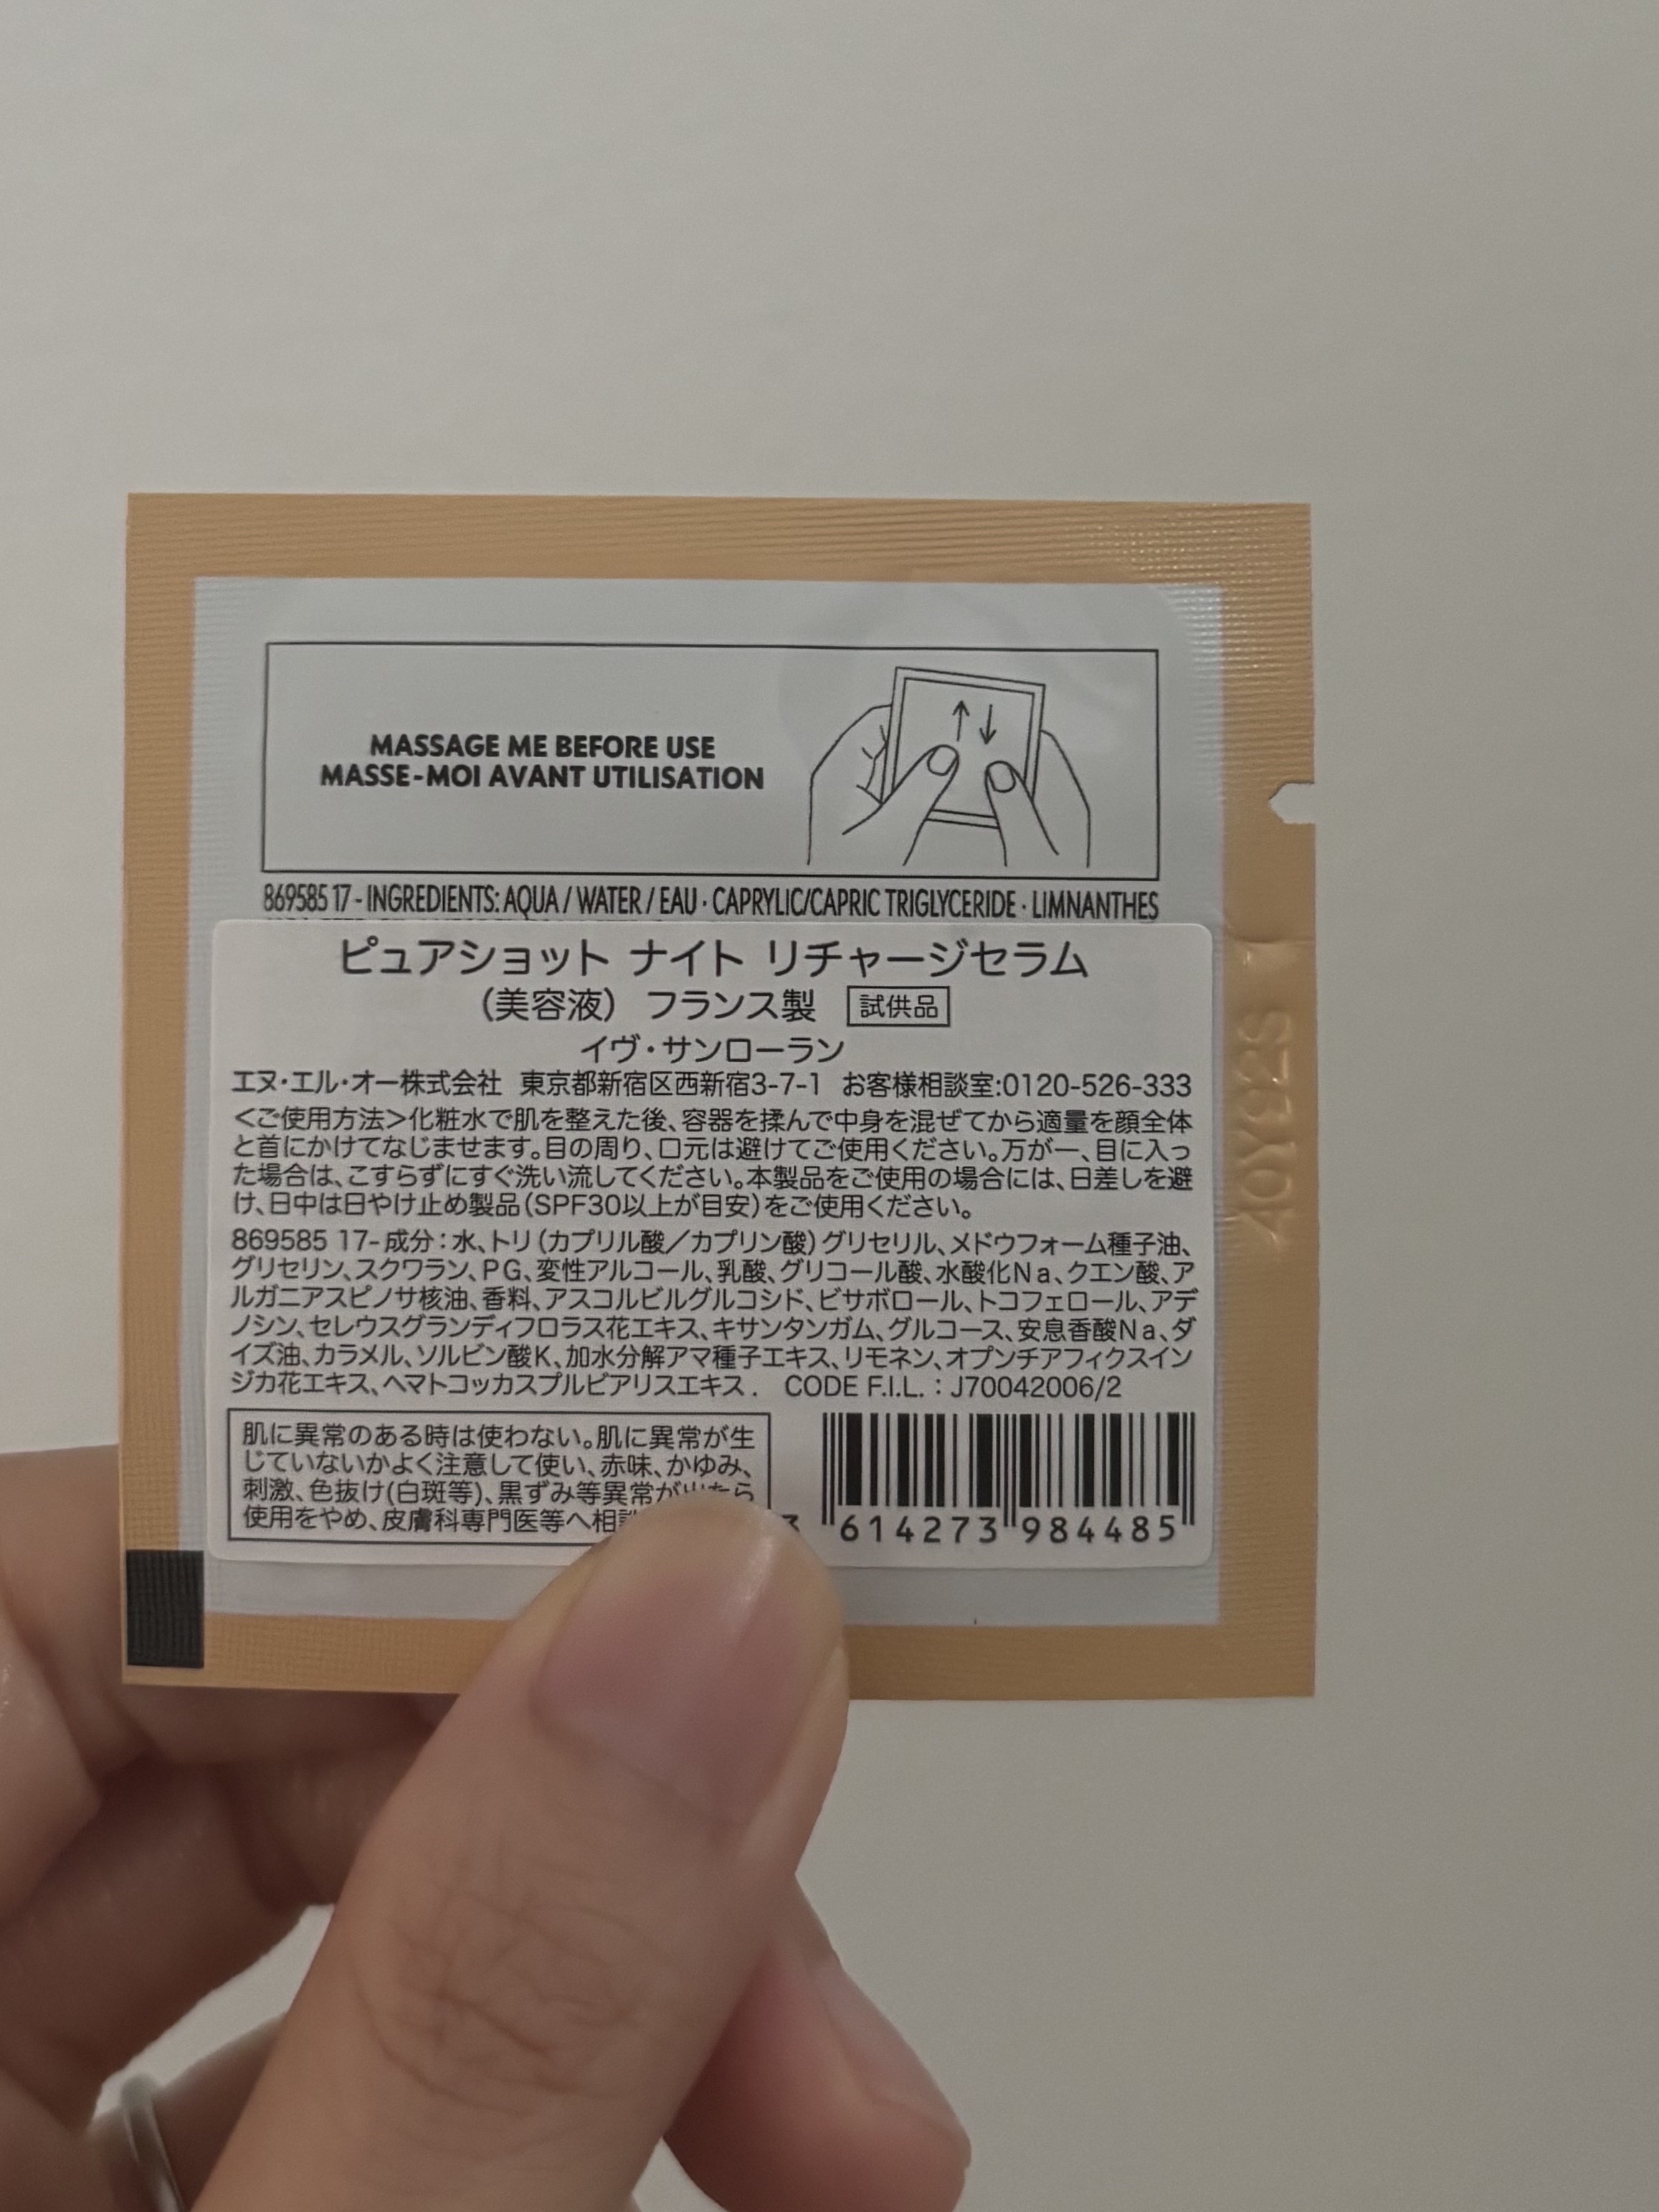 MASSAGE ME BEFORE USE
MASSE-MOI AVANT UTILISATION
869585 17 - INGREDIENTS: AQUA / WATER / EAU · CAPRYLIC/CAPRIC TRIGLYCERIDE · LIMNANTHES
ピュアショット ナイト リチャージセラム
（美容液） フランス製 試供品
イヴ・サンローラン
エヌ・エル・オー株式会社 東京都新宿区西新宿3-7-1 お客様相談室:0120-526-333
＜ご使用方法＞化粧水で肌を整えた後、容器を揉んで中身を混ぜてから適量を顔全体
と首にかけてなじませます。目の周り、口元は避けてご使用ください。万が一、目に入っ
た場合は、こすらずにすぐ洗い流してください。本製品をご使用の場合には、日差しを避
け、日中は日やけ止め製品（SPF30以上が目安）をご使用ください。
869585 17-成分：水、トリ（カプリル酸／カプリン酸）グリセリル、メドウフォーム種子油、
グリセリン、スクワラン、PG、変性アルコール、乳酸、グリコール酸、水酸化Na、クエン酸、ア
ルガニアスピノサ核油、香料、アスコルビルグルコシド、ビサボロール、トコフェロール、アデ
ノシン、セレウスグランディフロラス花エキス、キサンタンガム、グルコース、安息香酸Na、ダ
イズ油、カラメル、ソルビン酸K、加水分解アマ種子エキス、リモネン、オプンチアフィクスイン
ジカ花エキス、ヘマトコッカスプルビアリスエキス． CODE F.I.L.：J70042006/2
肌に異常のある時は使わない。肌に異常が生
じていないかよく注意して使い、赤味、かゆみ、
刺激、色抜け(白斑等)、黒ずみ等異常が出たら
使用をやめ、皮膚科専門医等へ相談
3 614273 984485